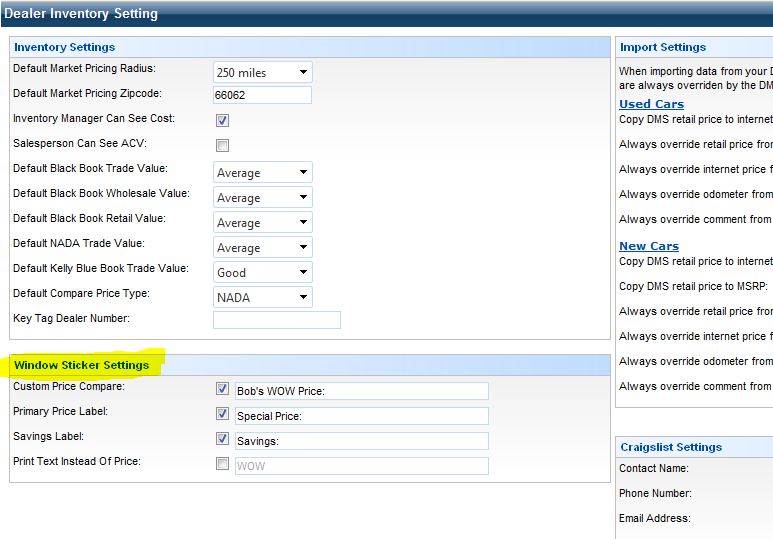 Dealer Inventory Setting
Inventory Settings
Default Market Pricing Radius: 250 miles
Default Market Pricing Zipcode: 66062
Inventory Manager Can See Cost:
Salesperson Can See ACV:
Default Black Book Trade Value: Average
Default Black Book Wholesale Value: Average
Default Black Book Retail Value: Average
Default NADA Trade Value: Average
Default Kelly Blue Book Trade Value: Good
Default Compare Price Type: NADA
Key Tag Dealer Number:
Window Sticker Settings
Custom Price Compare: Bob's WOW Price:
Primary Price Label: Special Price:
Savings Label: Savings:
Print Text Instead Of Price: WOW
Import Settings
When importing data from your
are always overriden by the DM
Used Cars
Copy DMS retail price to internet
Always override retail price from
Always override internet price f
Always override odometer from
Always override comment from
New Cars
Copy DMS retail price to internet
Copy DMS retail price to MSRP:
Always override retail price from
Always override internet price f
Always override odometer from
Always override comment from
Craigslist Settings
Contact Name:
Phone Number:
Email Address: